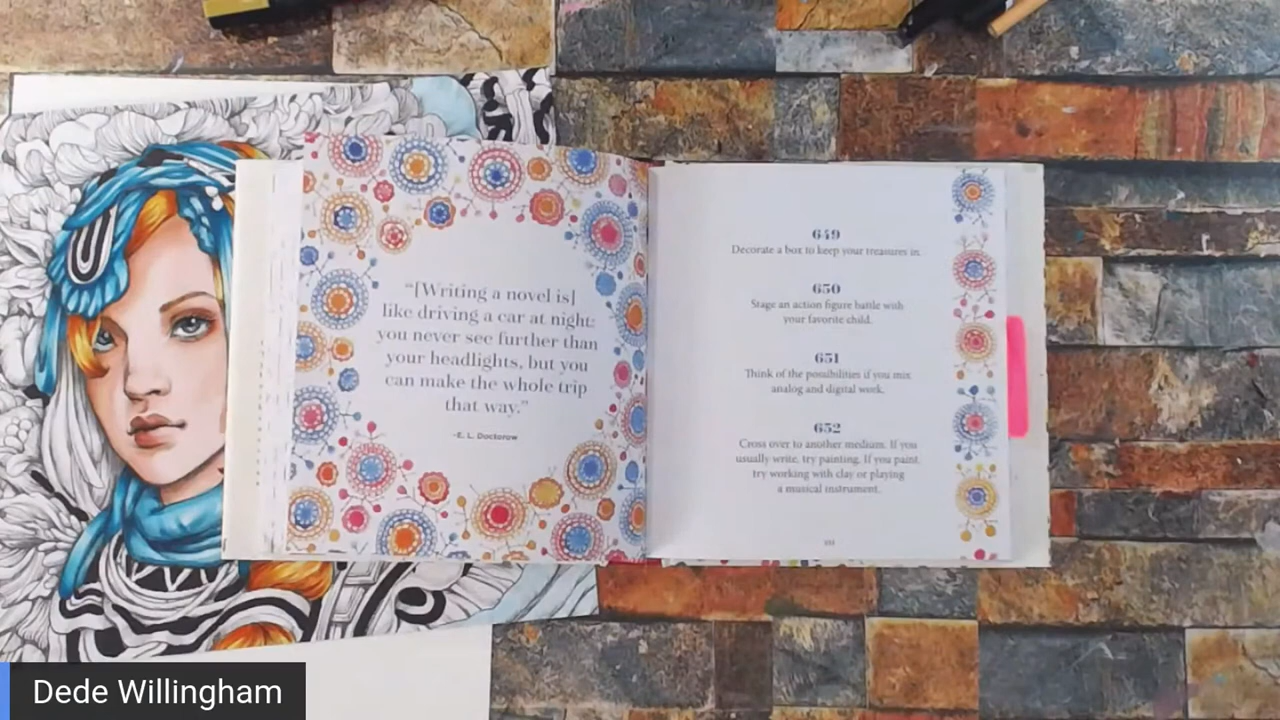 “[Writing a novel is]
like driving a car at night:
you never see further than
your headlights, but you
can make the whole trip
that way.”
–E. L. Doctorow
649
Decorate a box to keep your treasures in.
650
Stage an action figure battle with
your favorite child.
651
Think of the possibilities if you mix
analog and digital work.
652
Cross over to another medium. If you
usually write, try painting. If you paint,
try working with clay or playing
a musical instrument.
Dede Willingham